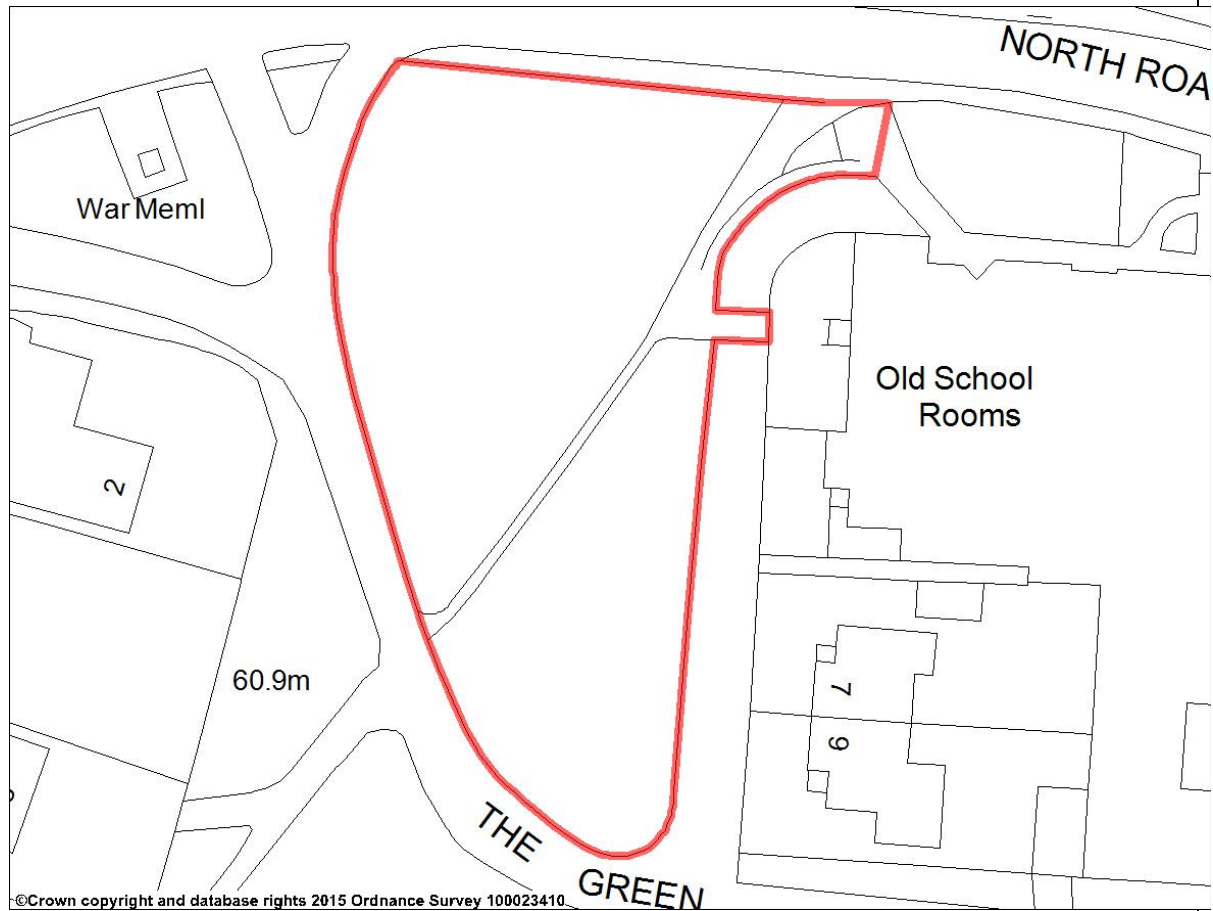 NORTH ROA
War Meml
Old School
Rooms
2
60.9m
7
9
THE
GREEN
©Crown copyright and database rights 2015 Ordnance Survey 100023410